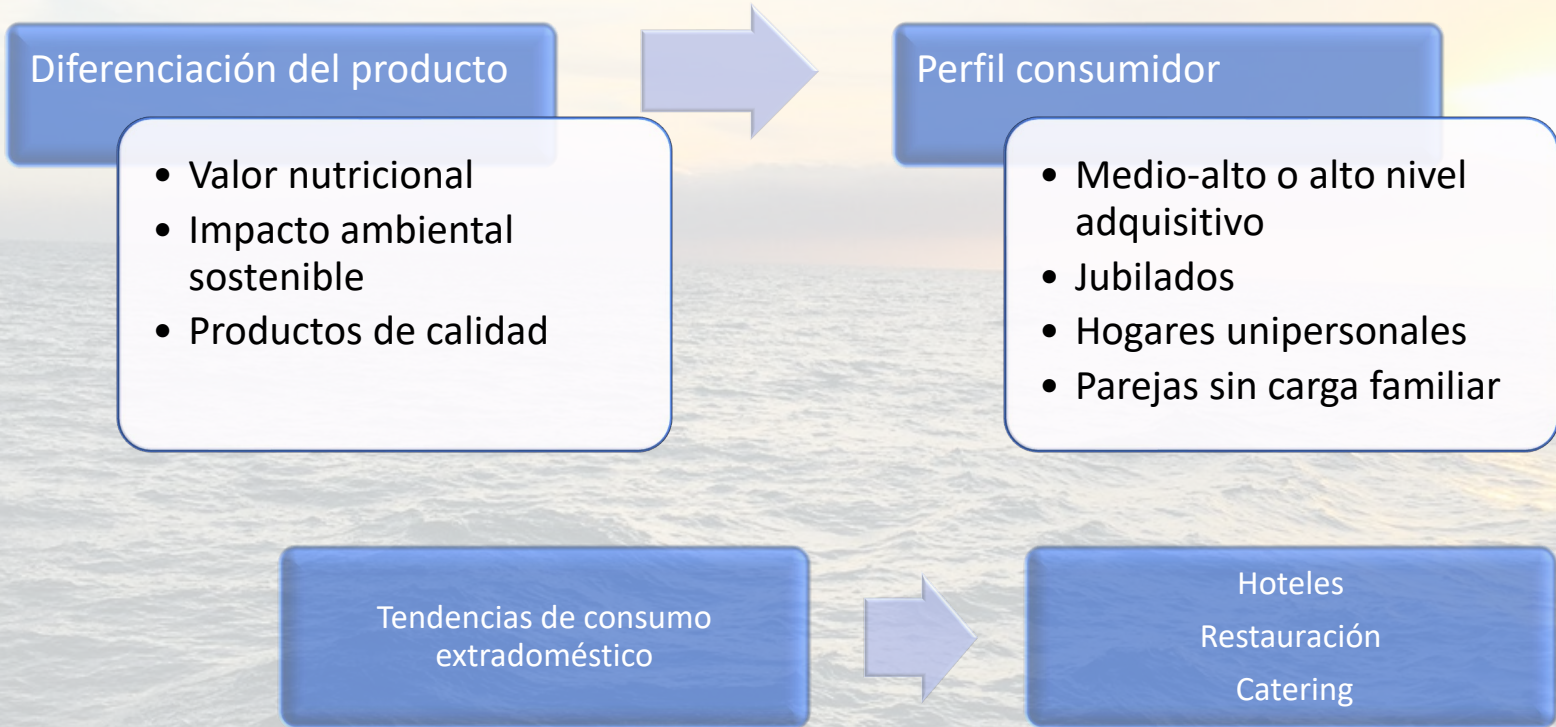 Diferenciación del producto
• Valor nutricional
• Impacto ambiental
sostenible
• Productos de calidad
Perfil consumidor
• Medio-alto o alto nivel
adquisitivo
• Jubilados
• Hogares unipersonales
• Parejas sin carga familiar
Tendencias de consumo
extradoméstico
Hoteles
Restauración
Catering